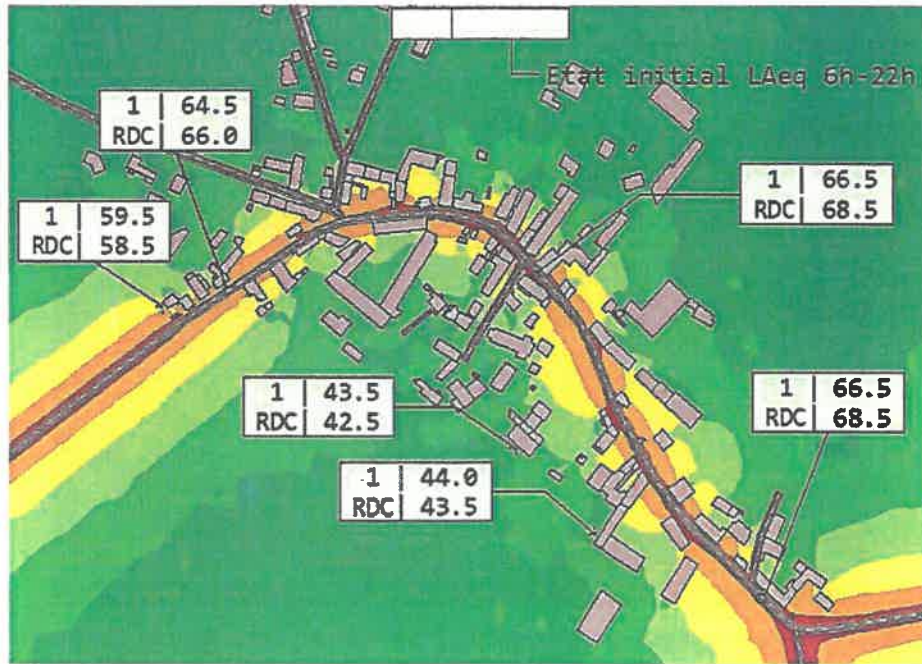 Etat initial LAeq 6h-22h
1 | 64.5
RDC | 66.0
1 | 59.5
RDC | 58.5
1 | 66.5
RDC | 68.5
1 | 43.5
RDC | 42.5
1 | 66.5
RDC | 68.5
1 | 44.0
RDC | 43.5